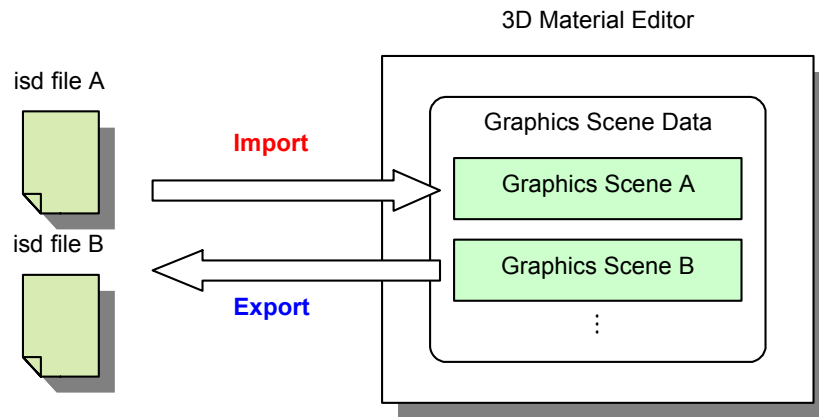 3D Material Editor
isd file A
Import
Graphics Scene Data
Graphics Scene A
isd file B
Graphics Scene B
Export
⋮